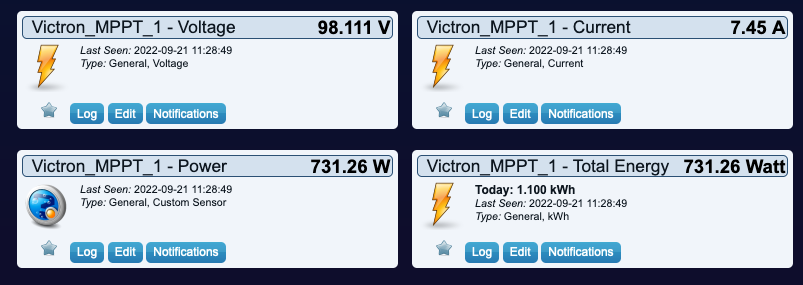 Victron_MPPT_1 - Voltage 98.111 V
Last Seen: 2022-09-21 11:28:49
Type: General, Voltage
Log Edit Notifications
Victron_MPPT_1 - Current 7.45 A
Last Seen: 2022-09-21 11:28:49
Type: General, Current
Log Edit Notifications
Victron_MPPT_1 - Power 731.26 W
Last Seen: 2022-09-21 11:28:49
Type: General, Custom Sensor
Log Edit Notifications
Victron_MPPT_1 - Total Energy 731.26 Watt
Today: 1.100 kWh
Last Seen: 2022-09-21 11:28:49
Type: General, kWh
Log Edit Notifications